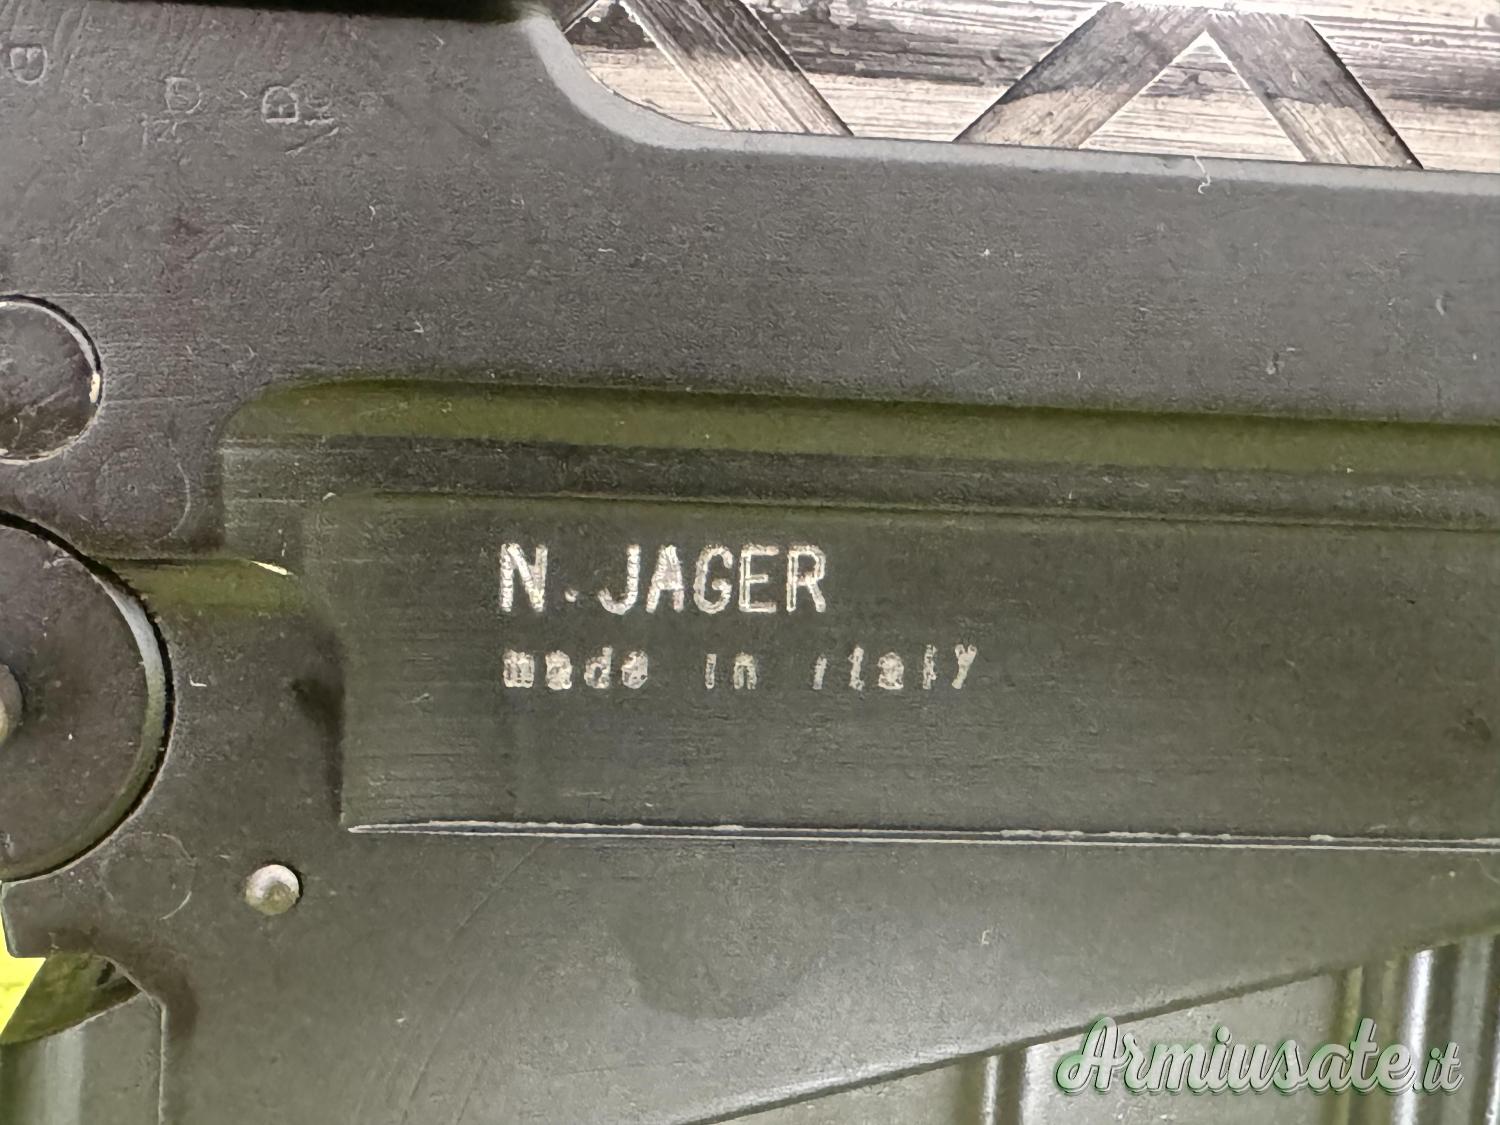 N. JAGER
made in italy
Armiusate.it